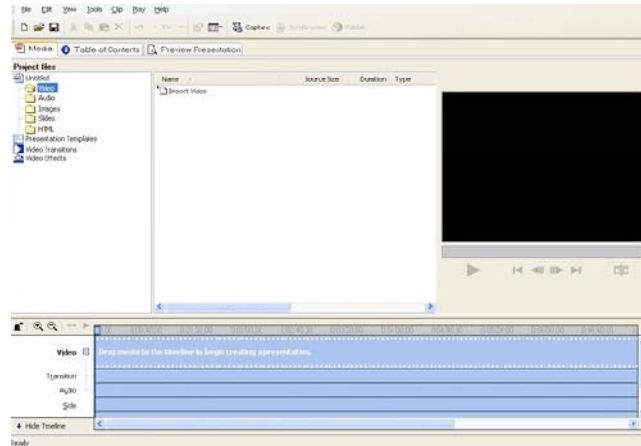 File Edit View Tools Clip Play Help
Capture Synchronize Publish
Media Table of Contents Preview Presentation
Project files
Untitled
Video
Audio
Images
Slides
HTML
Presentation Templates
Video Transitions
Video Effects
Name Source Size Duration Type
Import Video
Video Drag media to the timeline to begin creating a presentation.
Transition
Audio
Slide
Hide Timeline
Ready